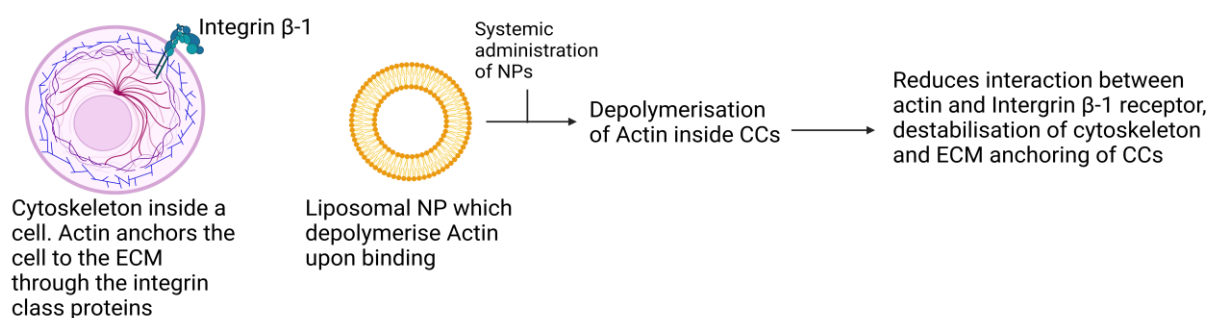 Integrin β-1
Cytoskeleton inside a
cell. Actin anchors the
cell to the ECM
through the integrin
class proteins
Liposomal NP which
depolymerise Actin
upon binding
Systemic
administration
of NPs
Depolymerisation
of Actin inside CCs
Reduces interaction between
actin and Intergrin β-1 receptor,
destabilisation of cytoskeleton
and ECM anchoring of CCs